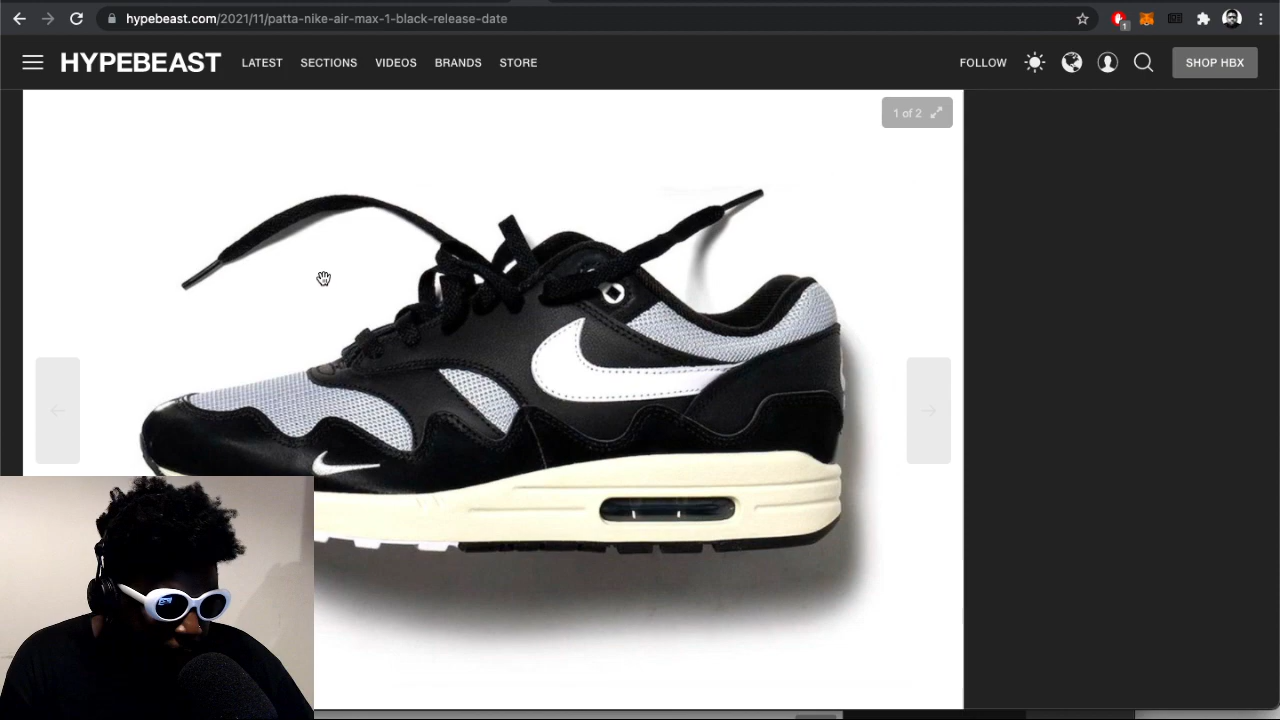 hypebeast.com/2021/11/patta-nike-air-max-1-black-release-date
1
HYPEBEAST LATEST SECTIONS VIDEOS BRANDS STORE FOLLOW SHOP HBX
1 of 2